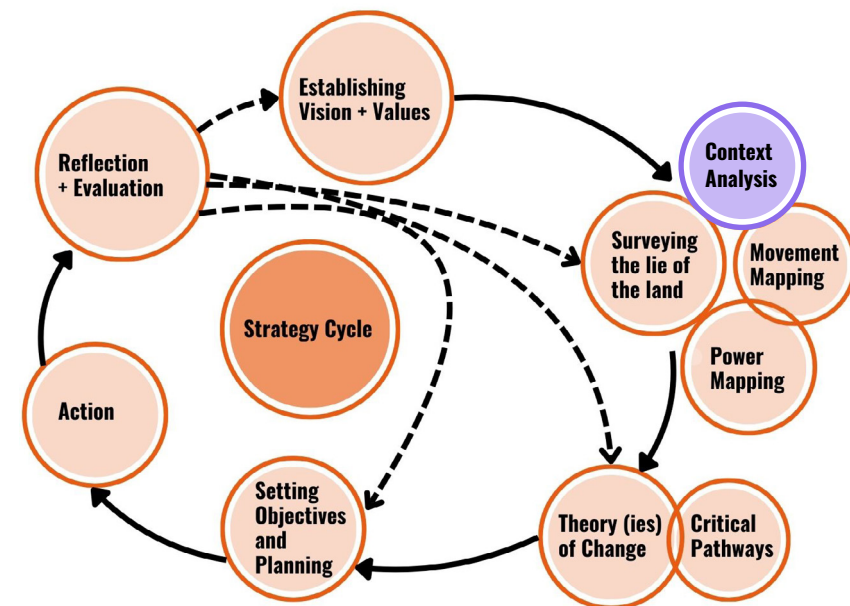 Establishing
Vision + Values
Context
Analysis
Reflection
+ Evaluation
Surveying
the lie of
the land
Movement
Mapping
Strategy Cycle
Power
Mapping
Action
Setting
Objectives
and
Planning
Theory (ies)
of Change
Critical
Pathways